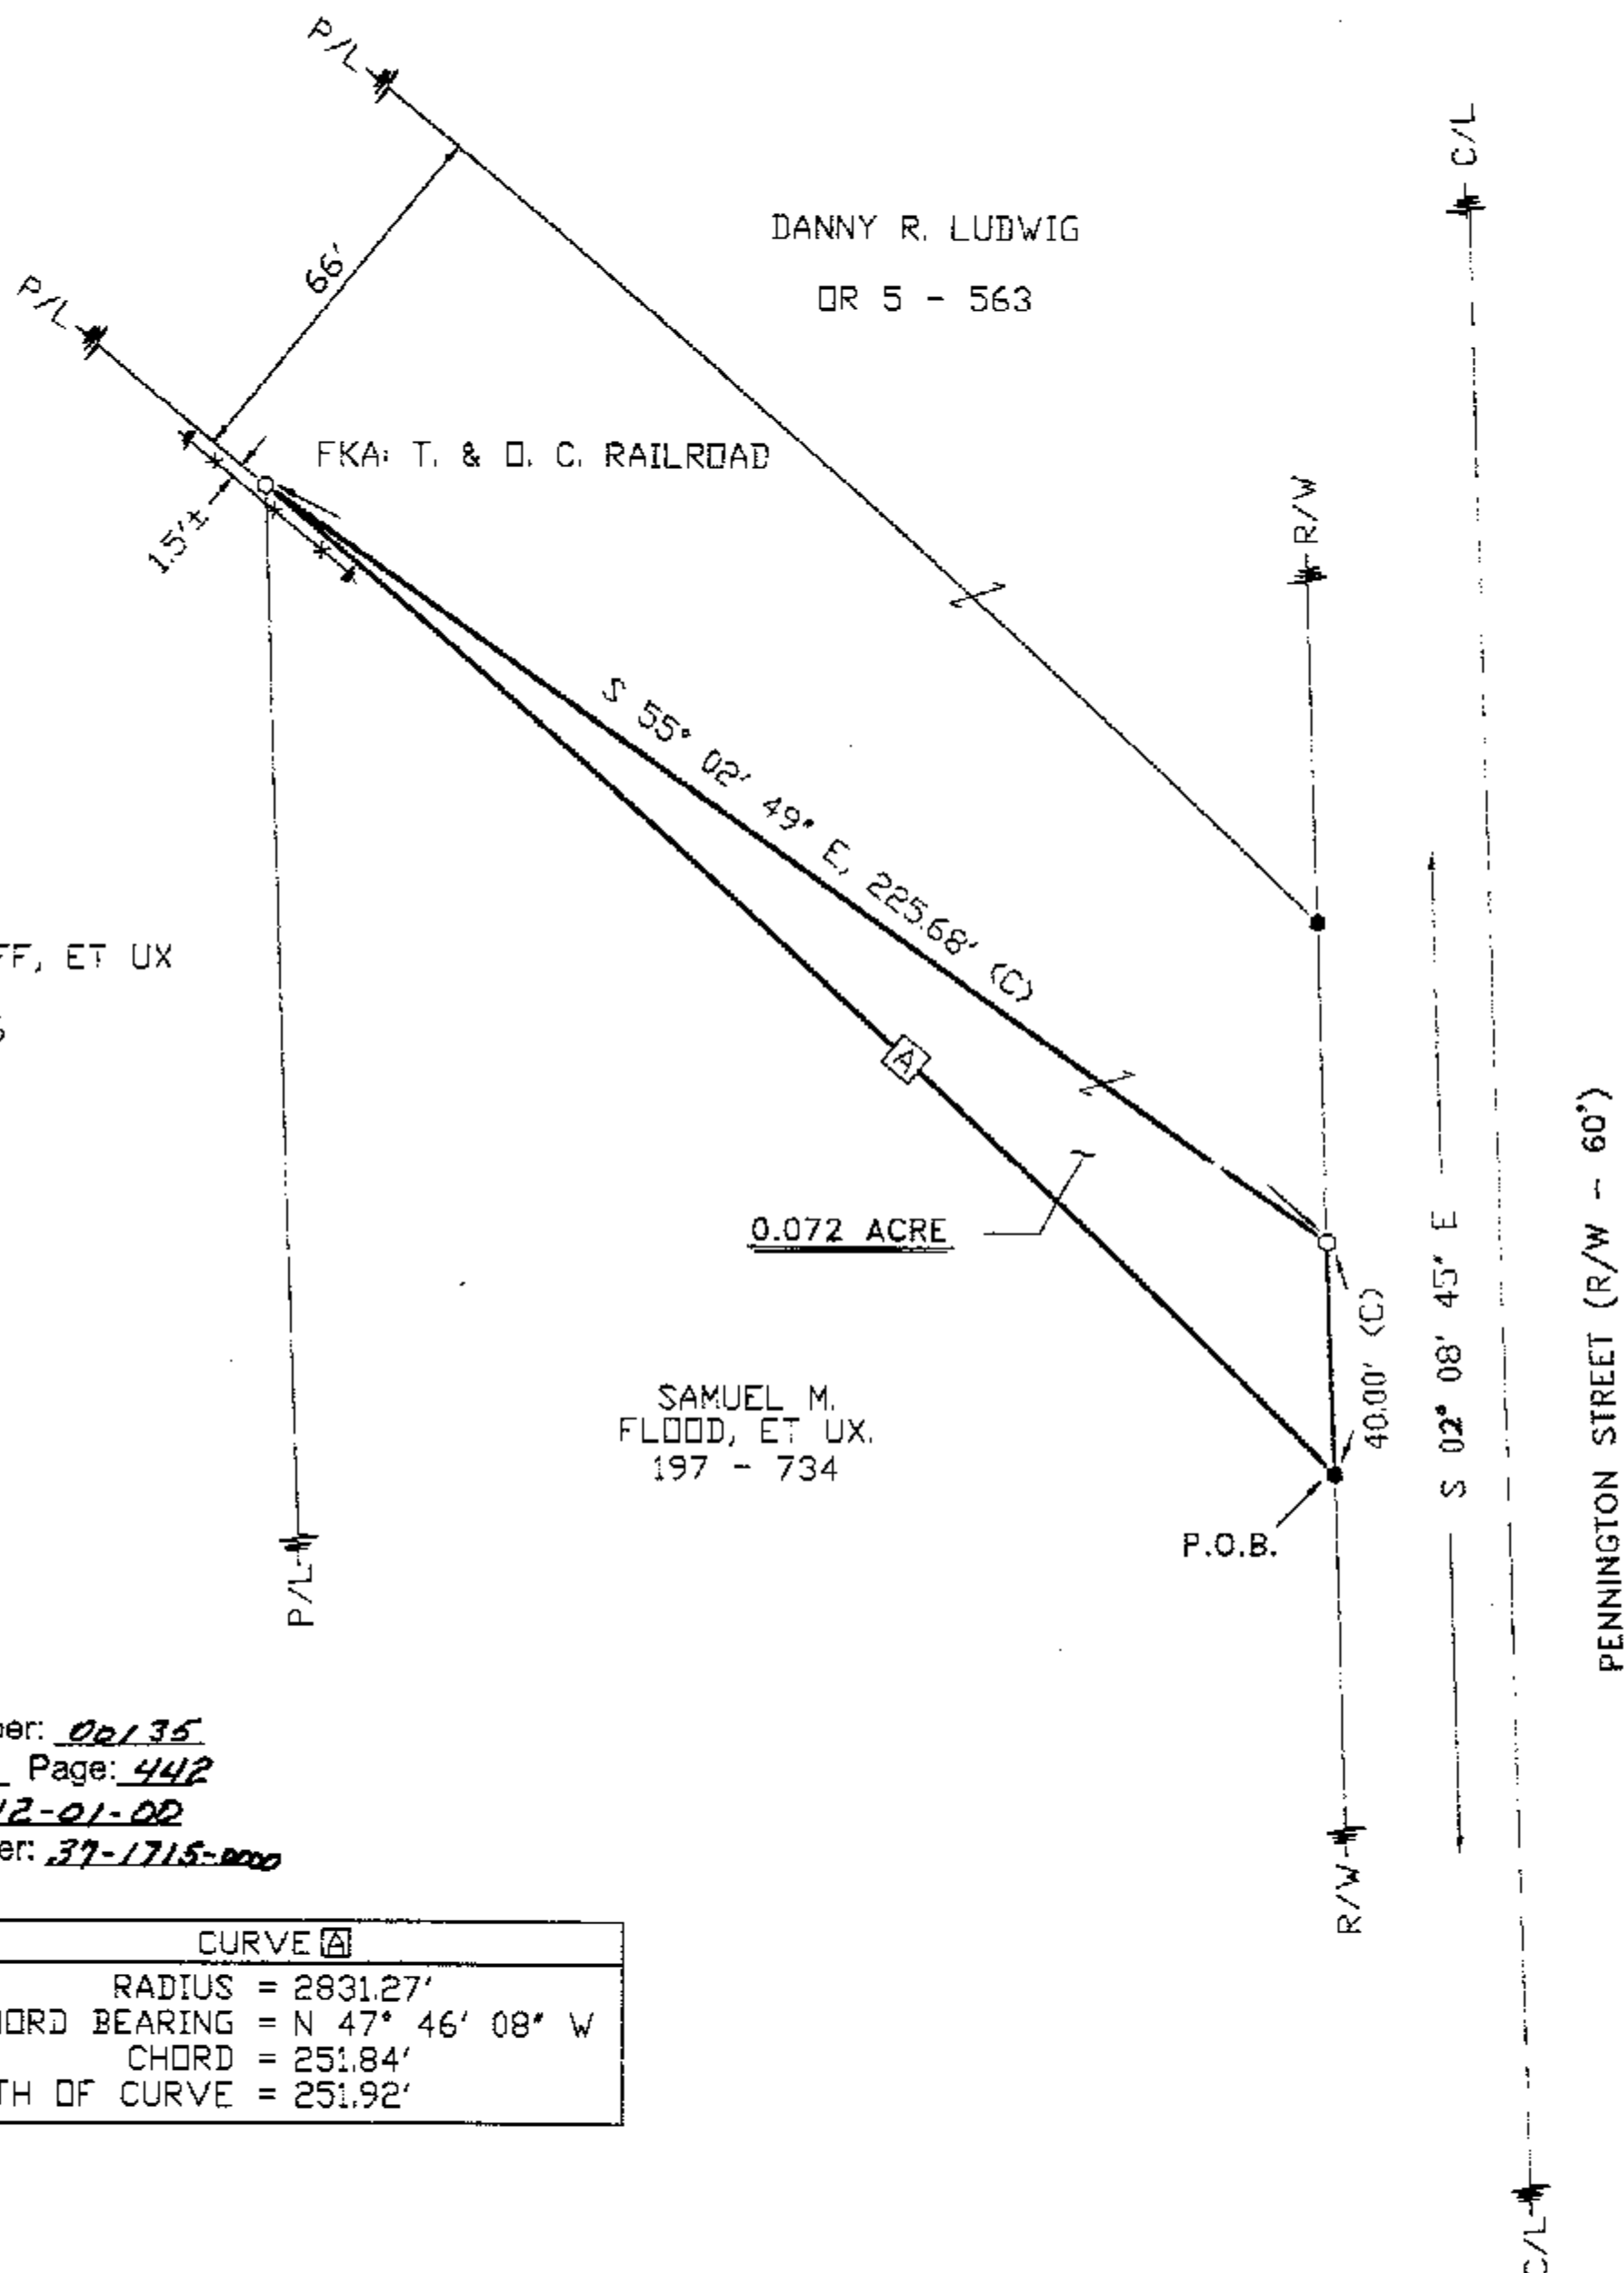 P/L
C/L
DANNY R. LUDWIG
OR 5 - 563
66'
P/L
FKA: T. & O. C. RAILROAD
R/W
1.5'±
S 55° 02' 49" E, 225.68' (C)
FF, ET UX
A
PENNINGTON STREET (R/W - 60')
0.072 ACRE
S 02° 08' 45" E
40.00' (C)
SAMUEL M.
FLOOD, ET UX.
197 - 734
P.O.B.
P/L
ber: 00135
Page: 442
12-01-00
er: 37-1715-0000
R/W
CURVE A
RADIUS = 2831.27'
ORD BEARING = N 47° 46' 08" W
CHORD = 251.84'
TH OF CURVE = 251.92'
C/L